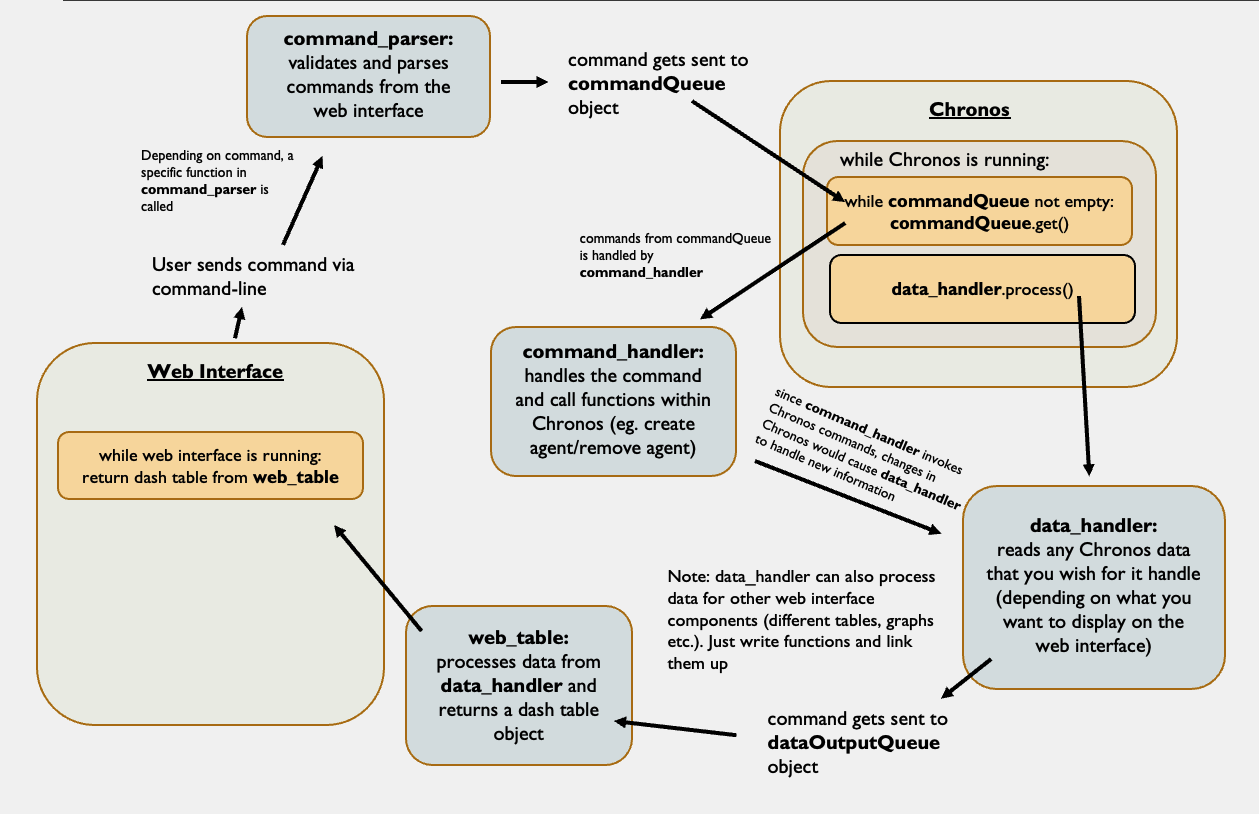 command_parser:
validates and parses
commands from the
web interface
command gets sent to
commandQueue
object
Chronos
while Chronos is running:
while commandQueue not empty:
commandQueue.get()
data_handler.process()
Depending on command, a
specific function in
command_parser is
called
commands from commandQueue
is handled by
command_handler
User sends command via
command-line
Web Interface
while web interface is running:
return dash table from web_table
command_handler:
handles the command
and call functions within
Chronos (eg. create
agent/remove agent)
since command_handler invokes
Chronos commands, changes in
Chronos would cause data_handler
to handle new information
data_handler:
reads any Chronos data
that you wish for it handle
(depending on what you
want to display on the
web interface)
Note: data_handler can also process
data for other web interface
components (different tables, graphs
etc.). Just write functions and link
them up
web_table:
processes data from
data_handler and
returns a dash table
object
command gets sent to
dataOutputQueue
object